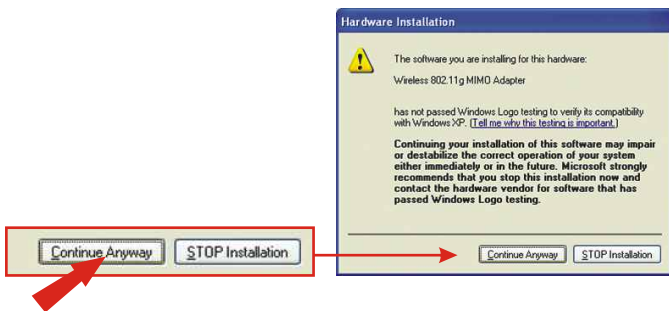 Hardware Installation
The software you are installing for this hardware:
Wireless 802.11g MIMO Adapter
has not passed Windows Logo testing to verify its compatibility
with Windows XP. (Tell me why this testing is important.)
Continuing your installation of this software may impair
or destabilize the correct operation of your system
either immediately or in the future. Microsoft strongly
recommends that you stop this installation now and
contact the hardware vendor for software that has
passed Windows Logo testing.
Continue Anyway STOP Installation
Continue Anyway STOP Installation